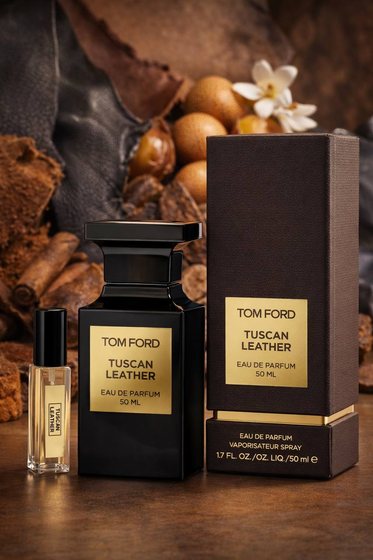 TUSCAN
LEATHER
TOM FORD
TUSCAN
LEATHER
EAU DE PARFUM
50 ML
TOM FORD
TUSCAN
LEATHER
EAU DE PARFUM
50 ML
EAU DE PARFUM
VAPORISATEUR SPRAY
1.7 FL. OZ./OZ. LIQ./50 ml ℮